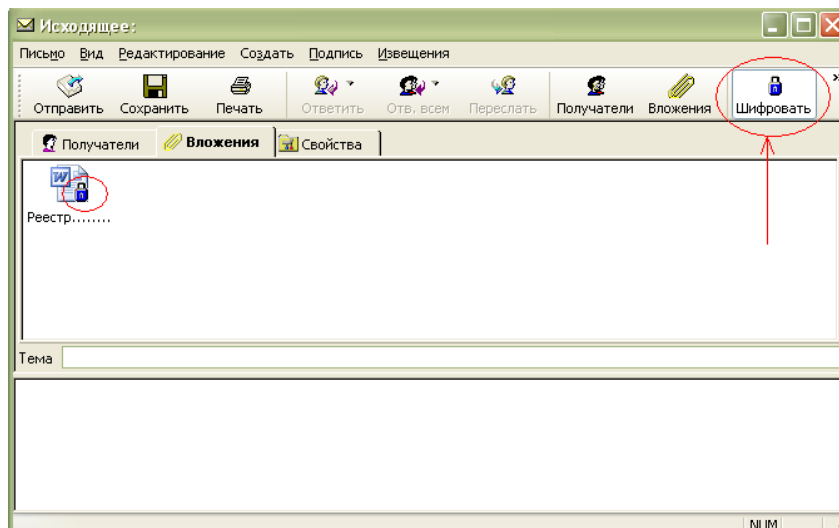 Исходящее:
Письмо Вид Редактирование Создать Подпись Извещения
Отправить Сохранить Печать Ответить Отв. всем Переслать Получатели Вложения Шифровать
Получатели Вложения Свойства
Реестр........
Тема
NUM